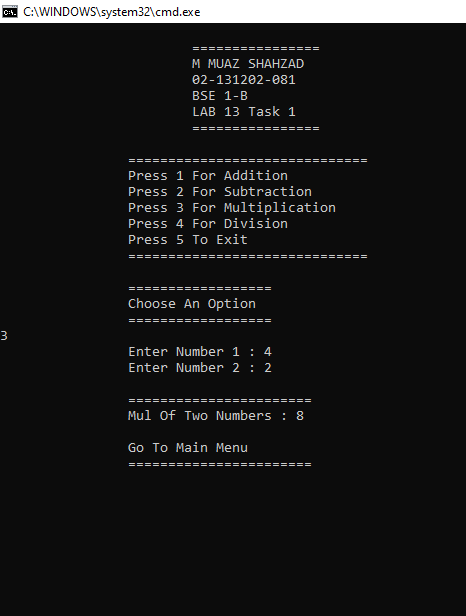 C:\WINDOWS\system32\cmd.exe
================
M MUAZ SHAHZAD
02-131202-081
BSE 1-B
LAB 13 Task 1
================
==============================
Press 1 For Addition
Press 2 For Subtraction
Press 3 For Multiplication
Press 4 For Division
Press 5 To Exit
==============================
==================
Choose An Option
==================
3
Enter Number 1 : 4
Enter Number 2 : 2
=======================
Mul Of Two Numbers : 8
Go To Main Menu
=======================